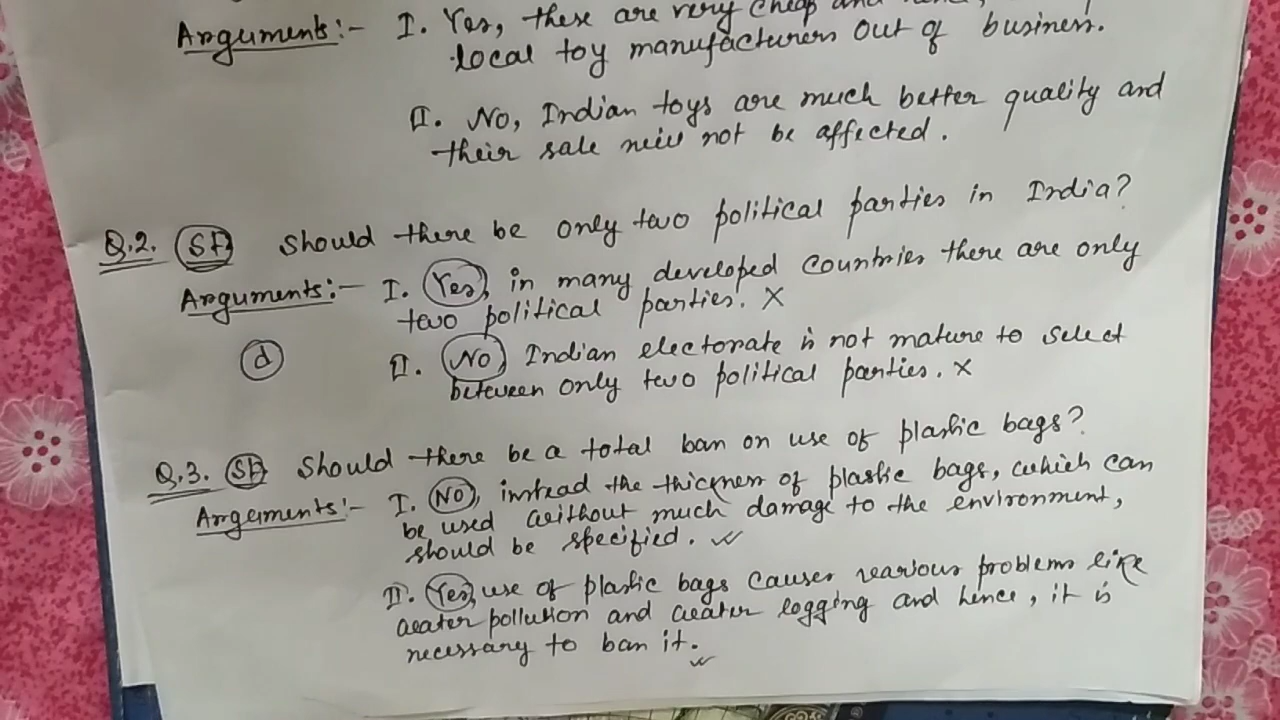 Arguments:- I. Yes, these are very cheap and
local toy manufacturers out of business.
II. No, Indian toys are much better quality and
their sale will not be affected.
Q.2. St. Should there be only two political parties in India?
Arguments:- I. Yes, in many developed countries there are only
two political parties. X
(d) II. No, Indian electorate is not mature to select
between only two political parties. X
Q.3. St. Should there be a total ban on use of plastic bags?
Arguments:- I. No, instead the thickness of plastic bags, which can
be used without much damage to the environment,
should be specified. ✓
II. Yes, use of plastic bags causes various problems like
water pollution and water logging and hence, it is
necessary to ban it. ✓